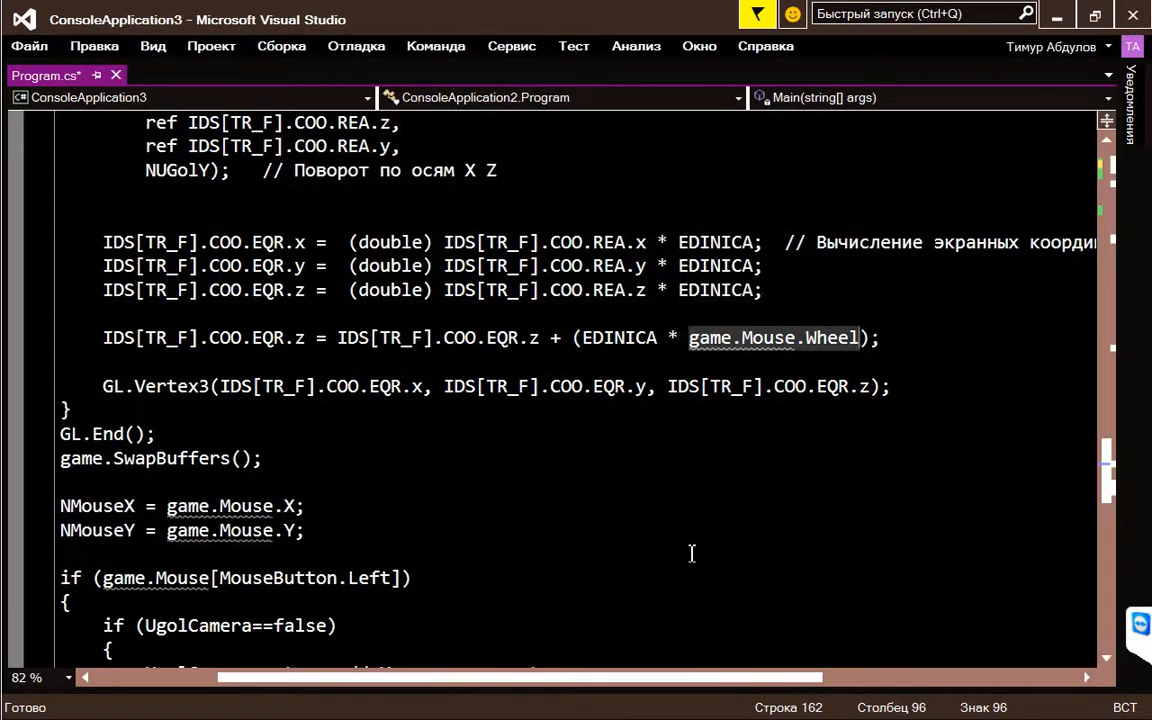 ConsoleApplication3 - Microsoft Visual Studio
Быстрый запуск (Ctrl+Q)
Файл Правка Вид Проект Сборка Отладка Команда Сервис Тест Анализ Окно Справка
Тимур Абдулов
ТА
Program.cs*
Уведомления
ConsoleApplication3
ConsoleApplication2.Program
Main(string[] args)
ref IDS[TR_F].COO.REA.z,
ref IDS[TR_F].COO.REA.y,
NUGolY); // Поворот по осям X Z
IDS[TR_F].COO.EQR.x = (double) IDS[TR_F].COO.REA.x * EDINICA; // Вычисление экранных коорди
IDS[TR_F].COO.EQR.y = (double) IDS[TR_F].COO.REA.y * EDINICA;
IDS[TR_F].COO.EQR.z = (double) IDS[TR_F].COO.REA.z * EDINICA;
IDS[TR_F].COO.EQR.z = IDS[TR_F].COO.EQR.z + (EDINICA * game.Mouse.Wheel);
GL.Vertex3(IDS[TR_F].COO.EQR.x, IDS[TR_F].COO.EQR.y, IDS[TR_F].COO.EQR.z);
}
GL.End();
game.SwapBuffers();
NMouseX = game.Mouse.X;
NMouseY = game.Mouse.Y;
if (game.Mouse[MouseButton.Left])
{
if (UgolCamera==false)
{
82 %
Готово
Строка 162
Столбец 96
Знак 96
ВСТ